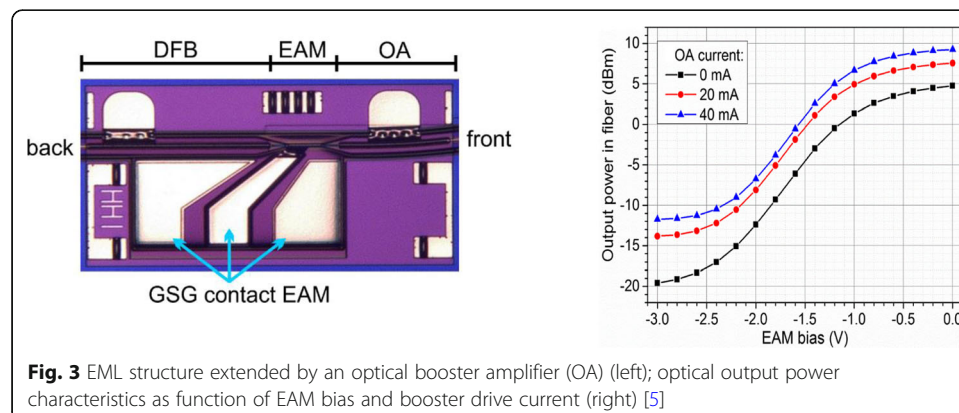 DFB EAM OA
back
front
HHI
GSG contact EAM
Output power in fiber (dBm)
10
5
0
-5
-10
-15
-20
OA current:
0 mA
20 mA
40 mA
-3.0 -2.5 -2.0 -1.5 -1.0 -0.5 0.0
EAM bias (V)
Fig. 3 EML structure extended by an optical booster amplifier (OA) (left); optical output power
characteristics as function of EAM bias and booster drive current (right) [5]